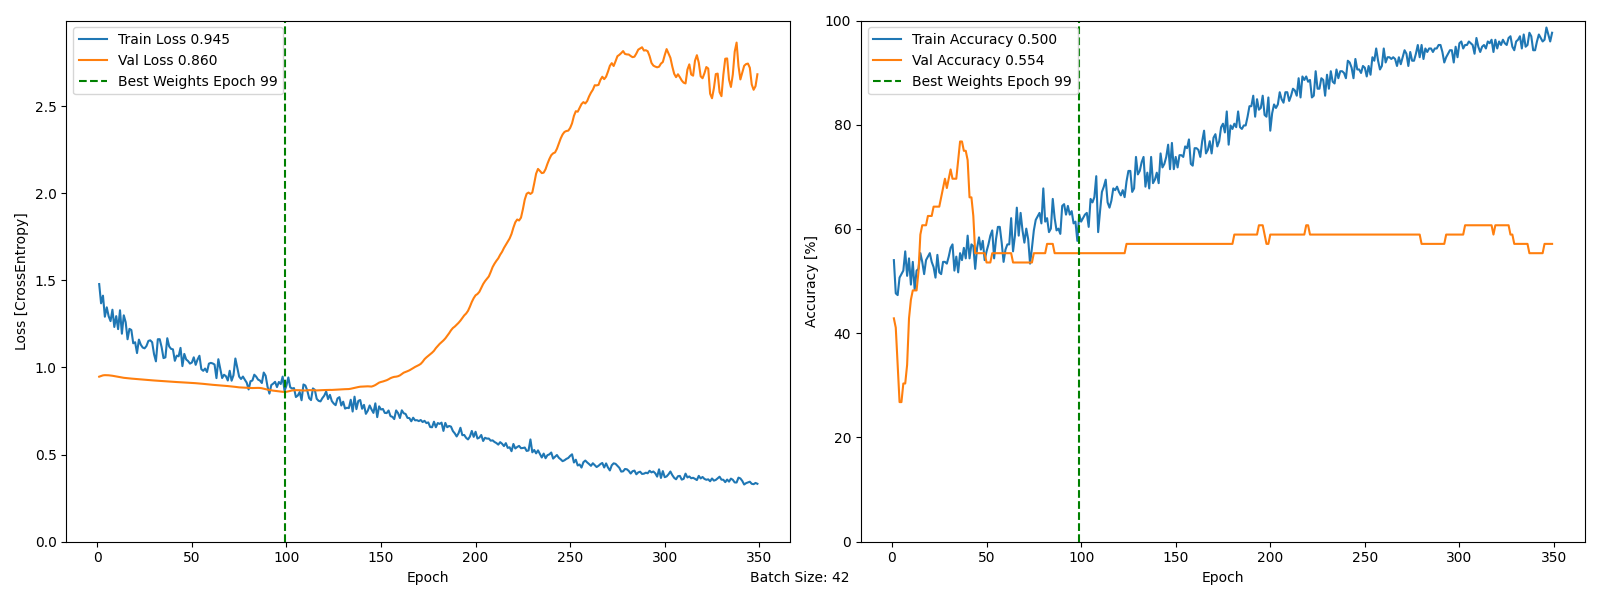 Train Loss 0.945
Val Loss 0.860
Best Weights Epoch 99
Loss [CrossEntropy]
2.5
2.0
1.5
1.0
0.5
0.0
0 50 100 150 200 250 300 350
Epoch
Train Accuracy 0.500
Val Accuracy 0.554
Best Weights Epoch 99
Accuracy [%]
100
80
60
40
20
0
0 50 100 150 200 250 300 350
Epoch
Batch Size: 42